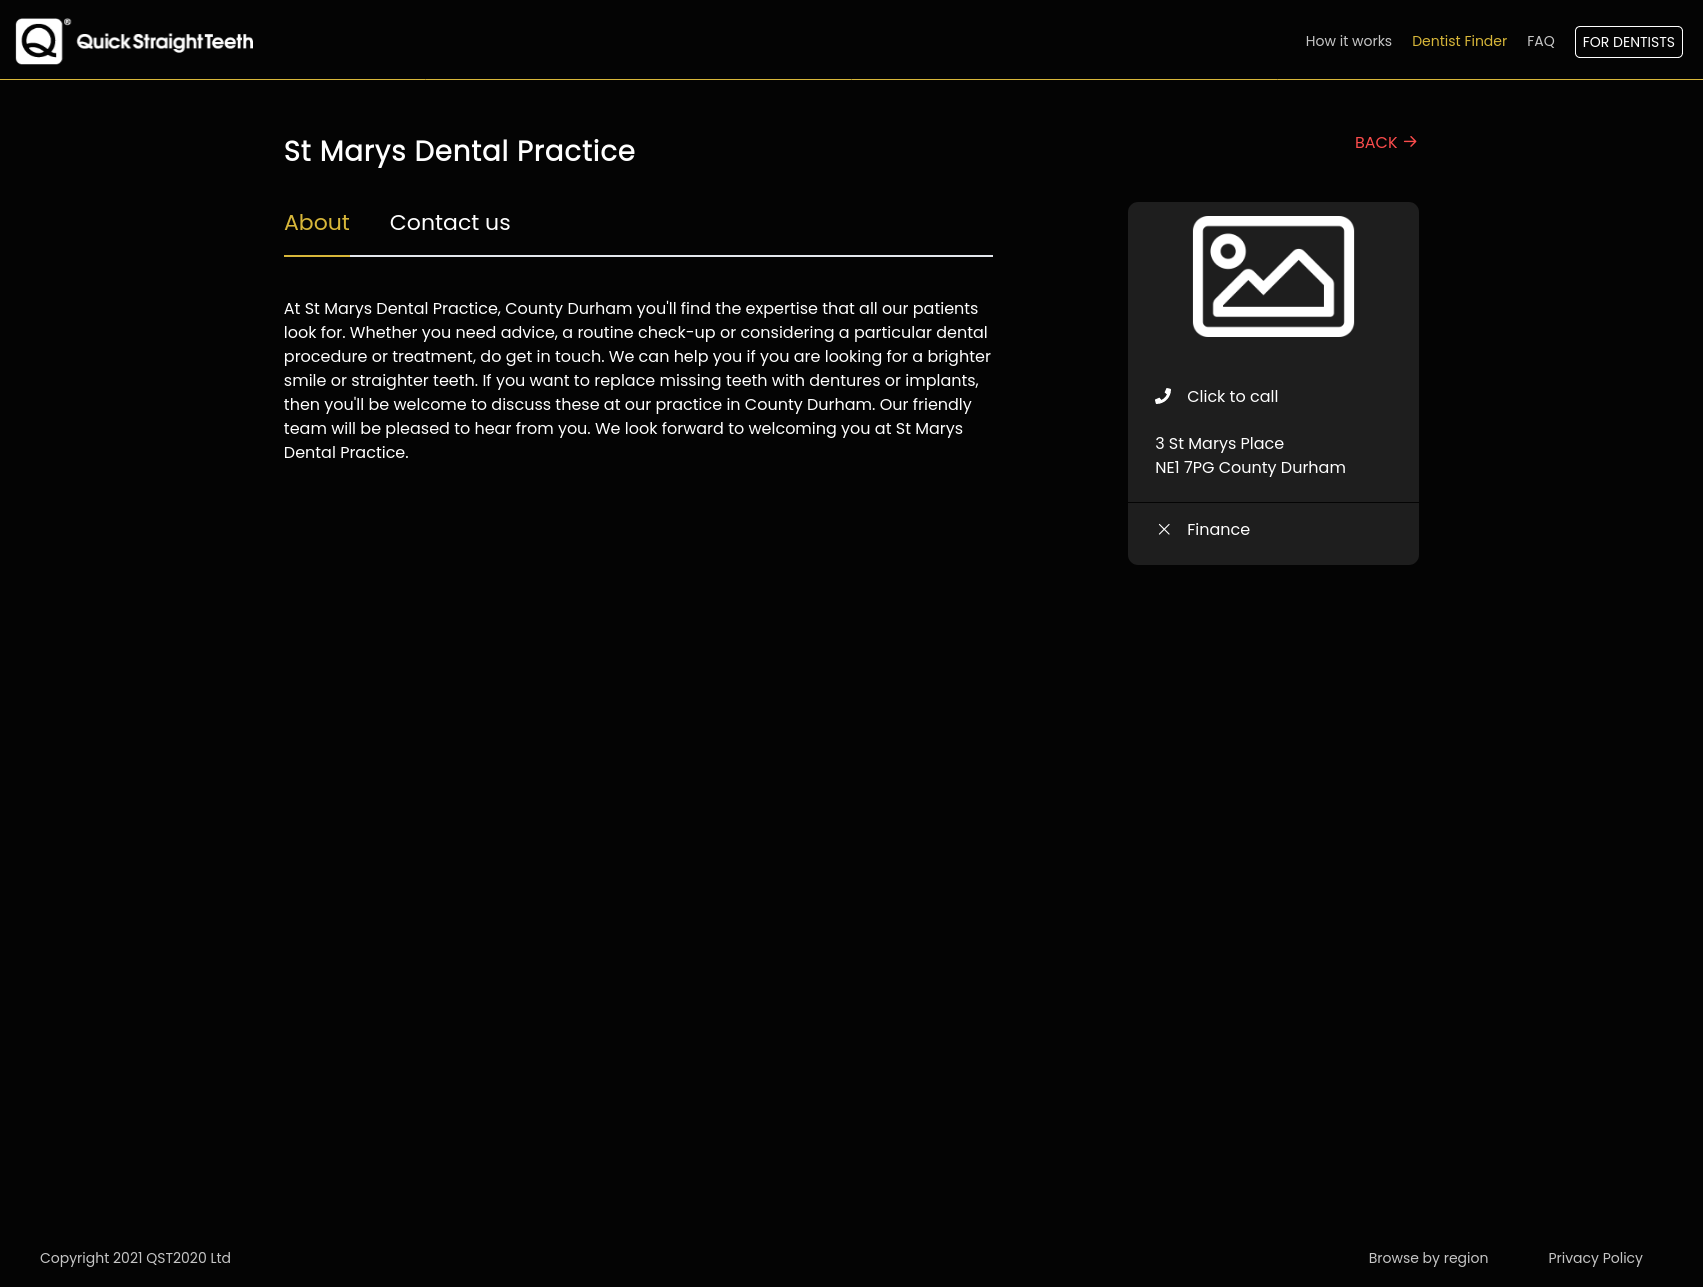 Q® QuickStraightTeeth
How it works
Dentist Finder
FAQ
FOR DENTISTS
St Marys Dental Practice
BACK →
About
Contact us
At St Marys Dental Practice, County Durham you'll find the expertise that all our patients
look for. Whether you need advice, a routine check-up or considering a particular dental
procedure or treatment, do get in touch. We can help you if you are looking for a brighter
smile or straighter teeth. If you want to replace missing teeth with dentures or implants,
then you'll be welcome to discuss these at our practice in County Durham. Our friendly
team will be pleased to hear from you. We look forward to welcoming you at St Marys
Dental Practice.
Click to call
3 St Marys Place
NE1 7PG County Durham
Finance
Copyright 2021 QST2020 Ltd
Browse by region
Privacy Policy